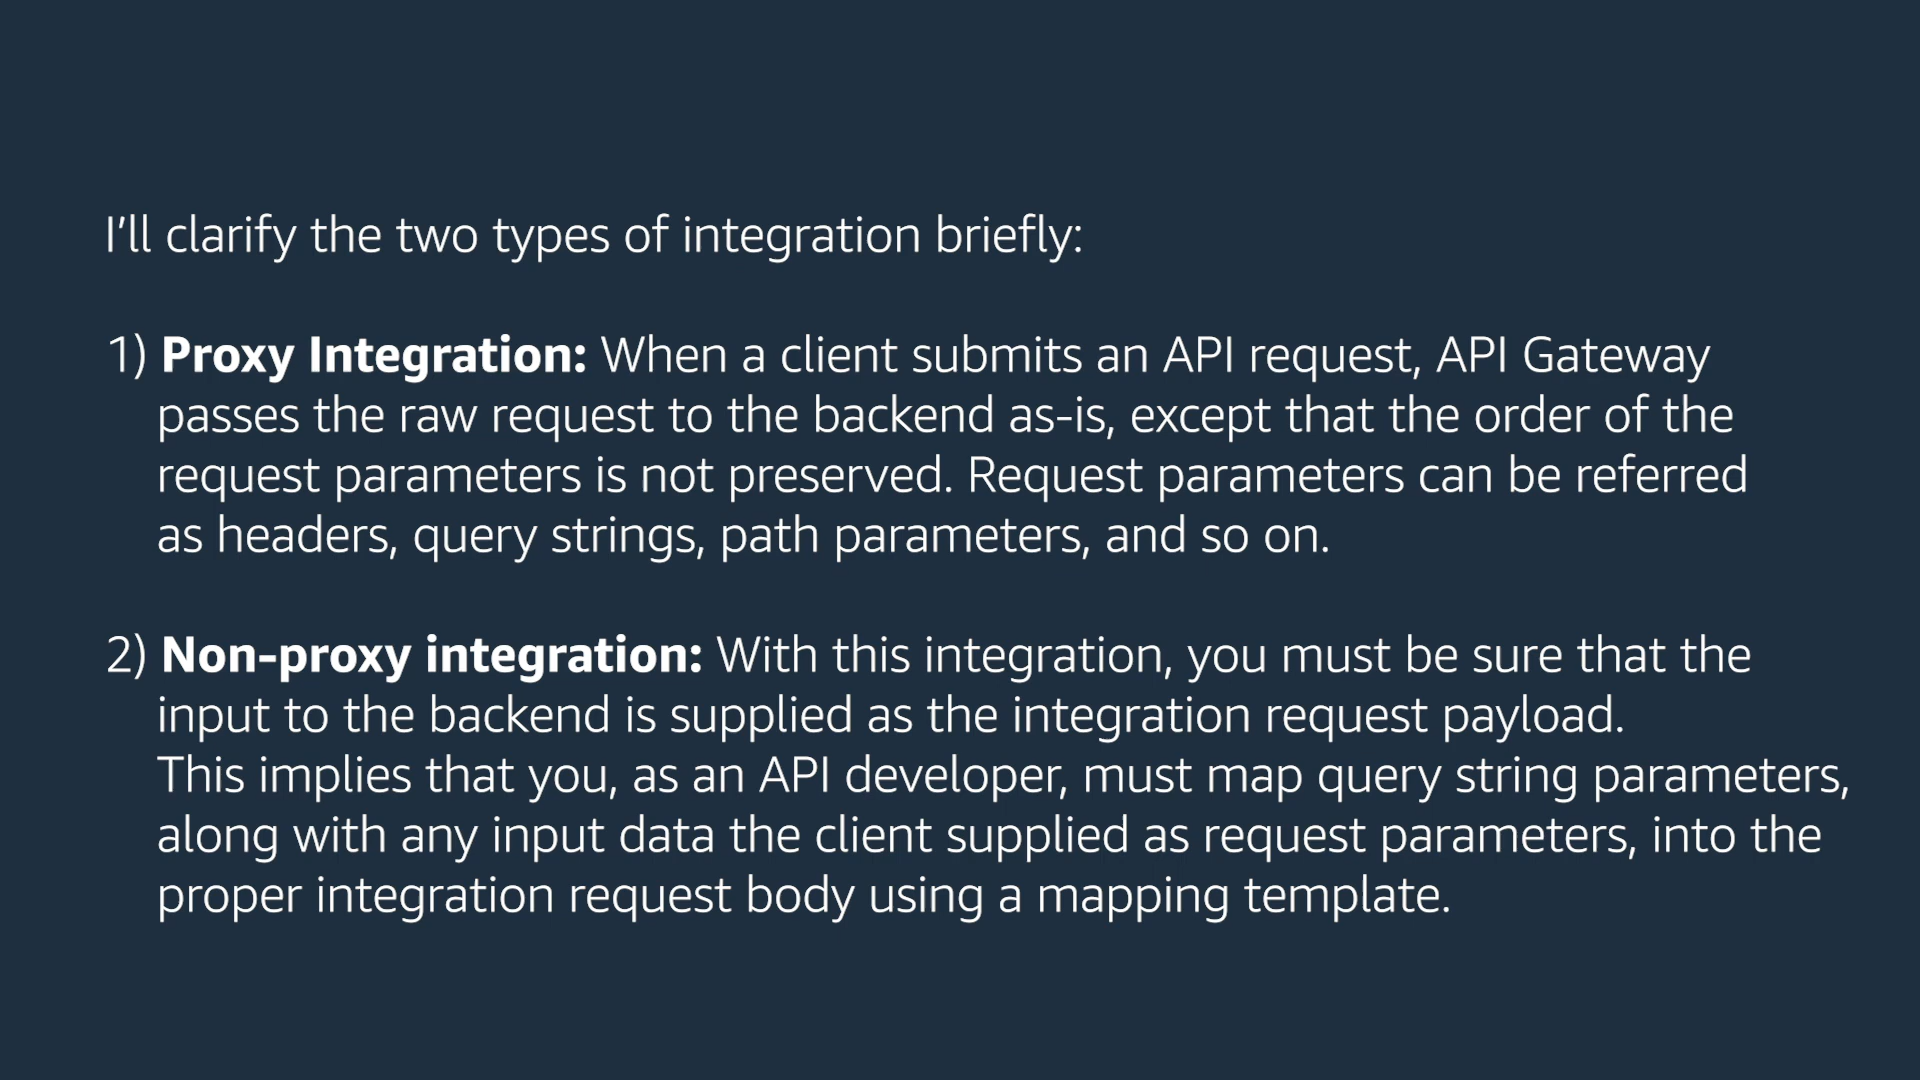 I’ll clarify the two types of integration briefly:
1) Proxy Integration: When a client submits an API request, API Gateway
passes the raw request to the backend as-is, except that the order of the
request parameters is not preserved. Request parameters can be referred
as headers, query strings, path parameters, and so on.
2) Non-proxy integration: With this integration, you must be sure that the
input to the backend is supplied as the integration request payload.
This implies that you, as an API developer, must map query string parameters,
along with any input data the client supplied as request parameters, into the
proper integration request body using a mapping template.